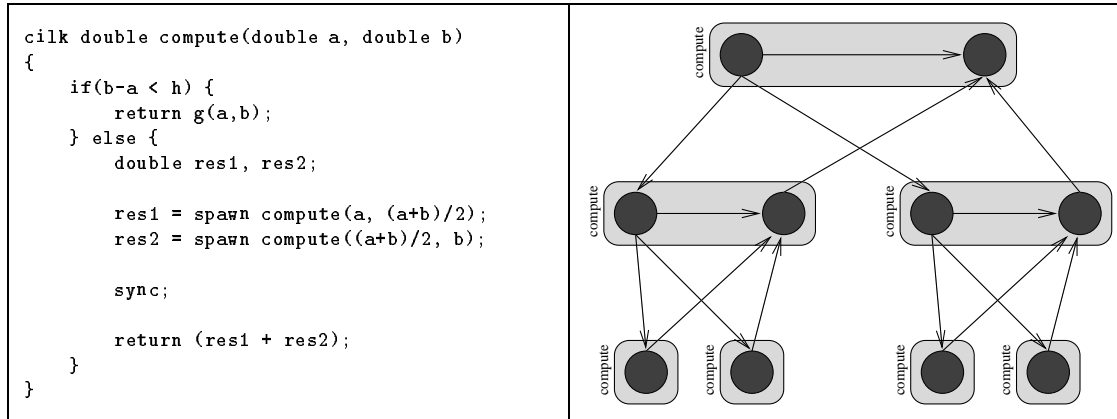 cilk double compute(double a, double b)
{
if(b-a < h) {
return g(a,b);
} else {
double res1, res2;
res1 = spawn compute(a, (a+b)/2);
res2 = spawn compute((a+b)/2, b);
sync;
return (res1 + res2);
}
}
compute
compute
compute
compute
compute
compute
compute